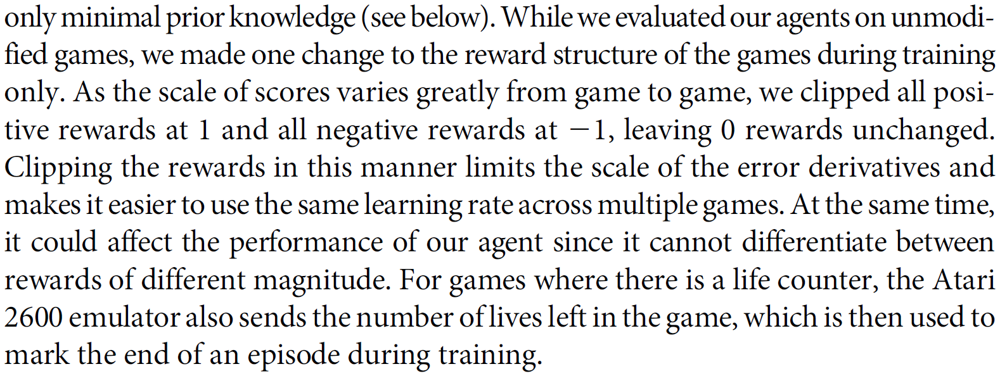 only minimal prior knowledge (see below). While we evaluated our agents on unmodi-
fied games, we made one change to the reward structure of the games during training
only. As the scale of scores varies greatly from game to game, we clipped all posi-
tive rewards at 1 and all negative rewards at −1, leaving 0 rewards unchanged.
Clipping the rewards in this manner limits the scale of the error derivatives and
makes it easier to use the same learning rate across multiple games. At the same time,
it could affect the performance of our agent since it cannot differentiate between
rewards of different magnitude. For games where there is a life counter, the Atari
2600 emulator also sends the number of lives left in the game, which is then used to
mark the end of an episode during training.